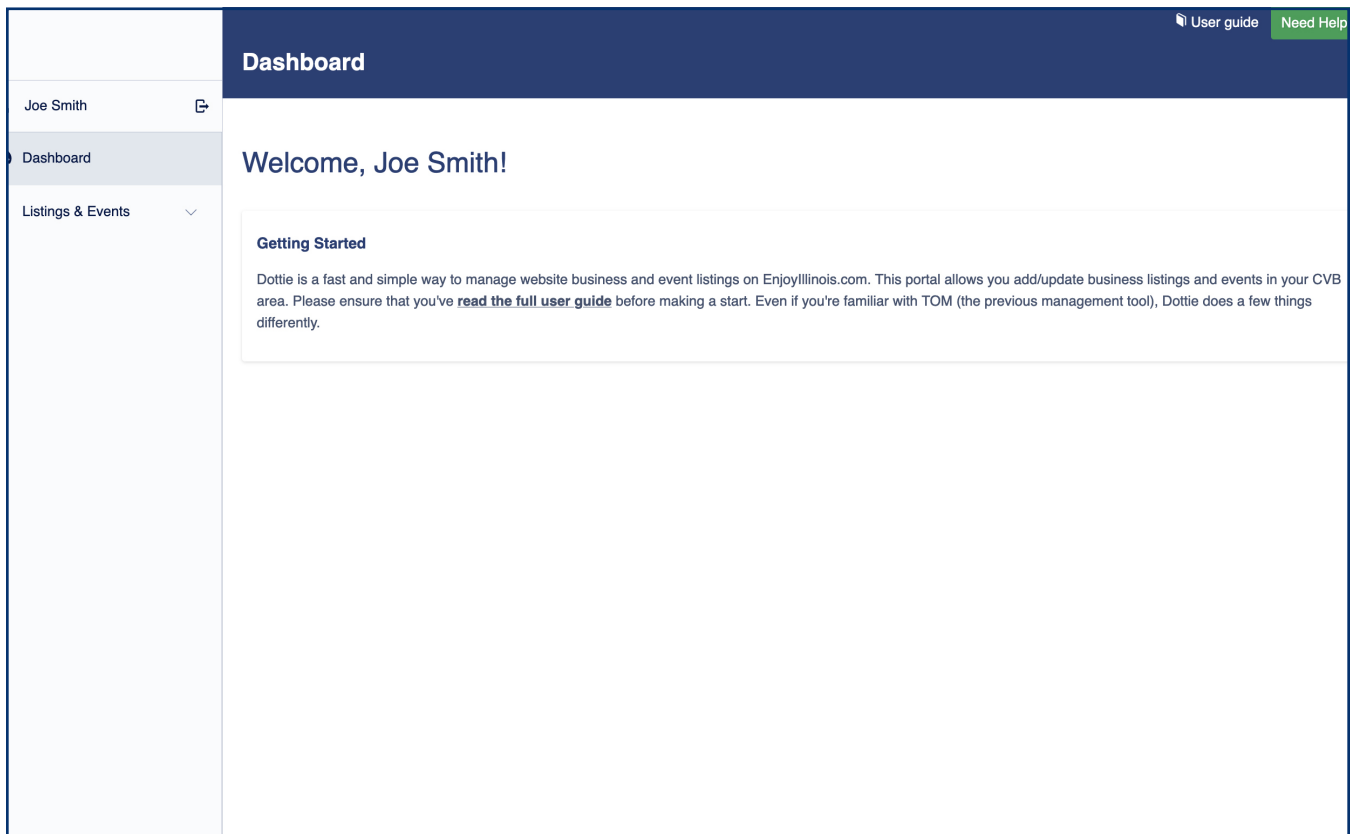 User guide
Need Help
Dashboard
Joe Smith
Dashboard
Listings & Events
Welcome, Joe Smith!
Getting Started
Dottie is a fast and simple way to manage website business and event listings on EnjoyIllinois.com. This portal allows you add/update business listings and events in your CVB
area. Please ensure that you've read the full user guide before making a start. Even if you're familiar with TOM (the previous management tool), Dottie does a few things
differently.